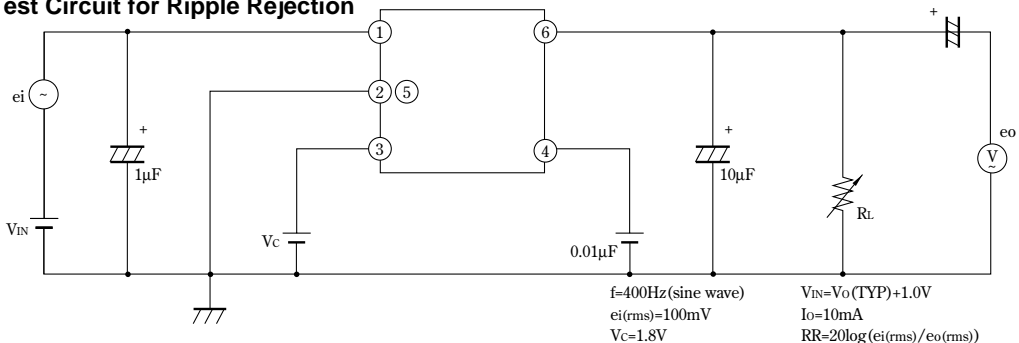 est Circuit for Ripple Rejection
+
1
6
ei
~
2
5
+
+
eo
3
4
V
~
1μF
10μF
RL
VIN
VC
0.01μF
f=400Hz(sine wave)
VIN=VO(TYP)+1.0V
ei(rms)=100mV
IO=10mA
VC=1.8V
RR=20log(ei(rms)/eo(rms))